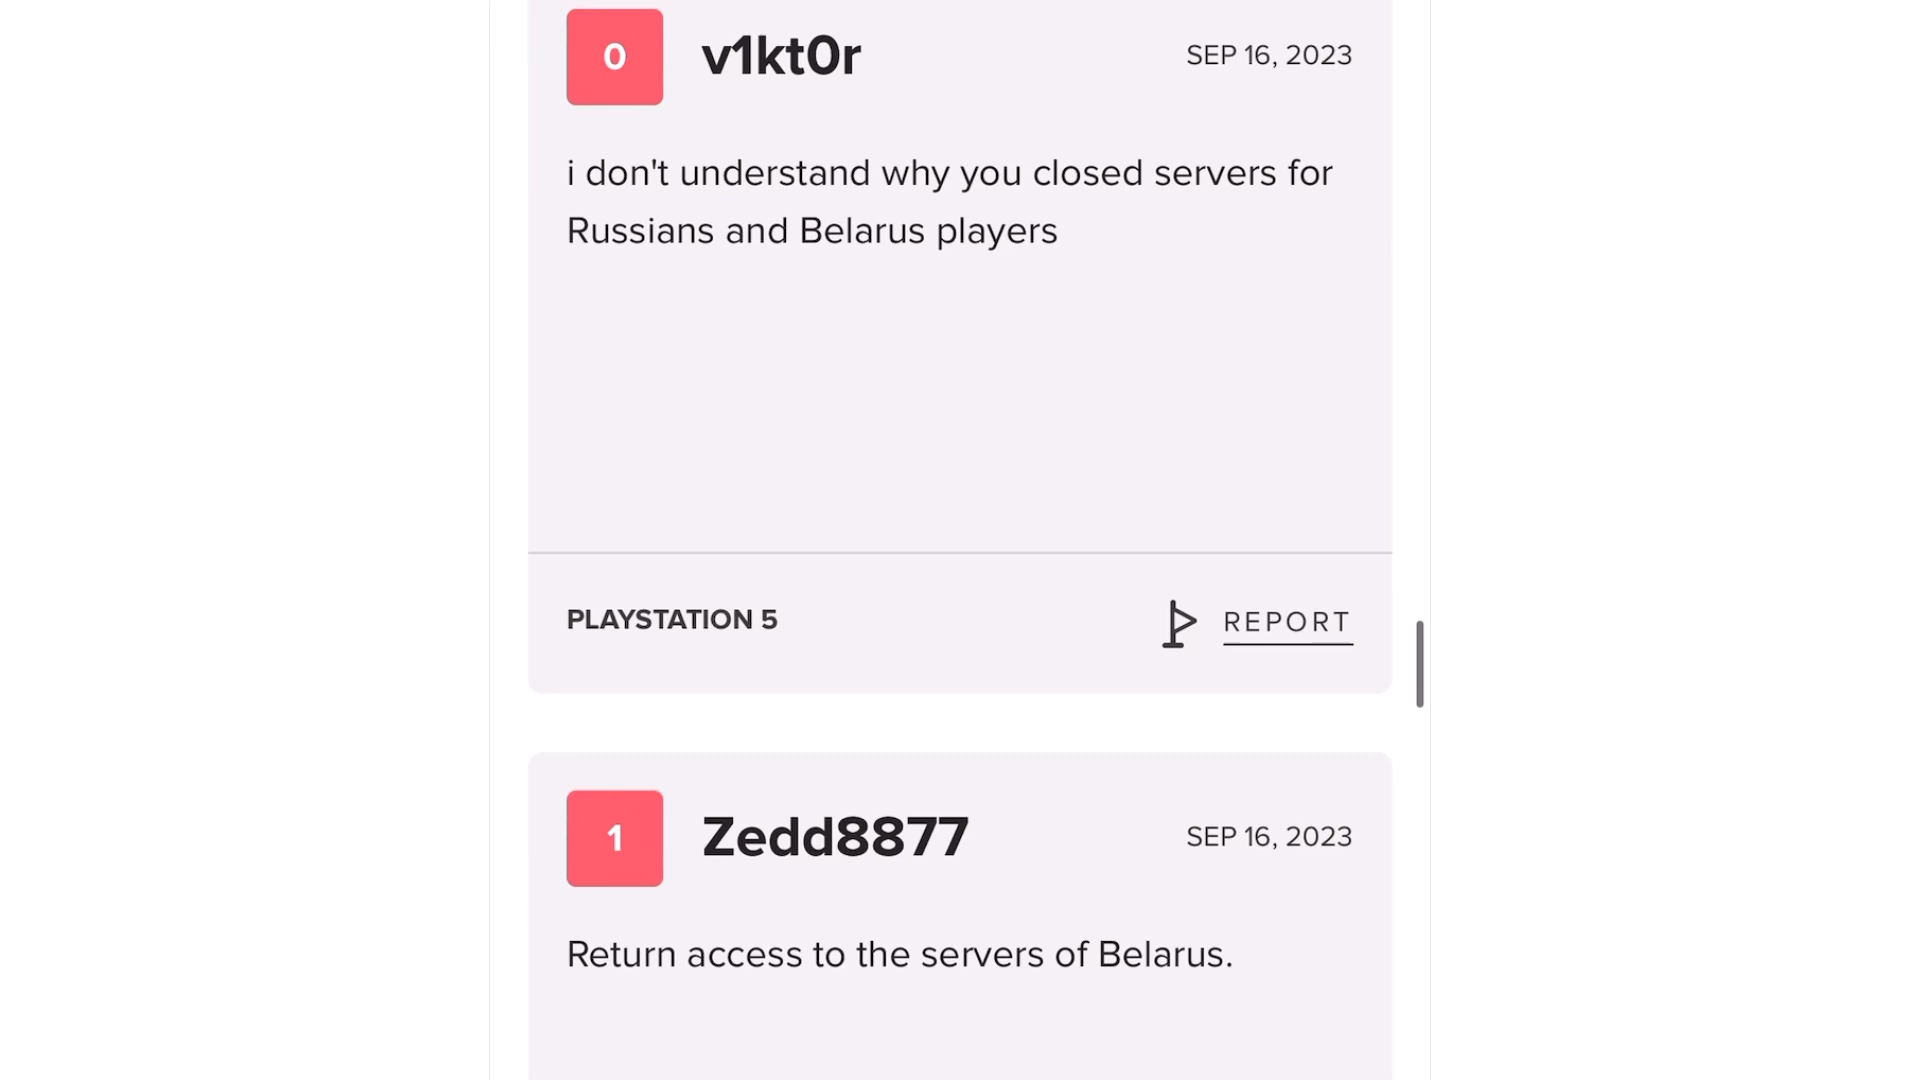 0
v1kt0r
SEP 16, 2023
i don't understand why you closed servers for
Russians and Belarus players
PLAYSTATION 5
REPORT
1
Zedd8877
SEP 16, 2023
Return access to the servers of Belarus.